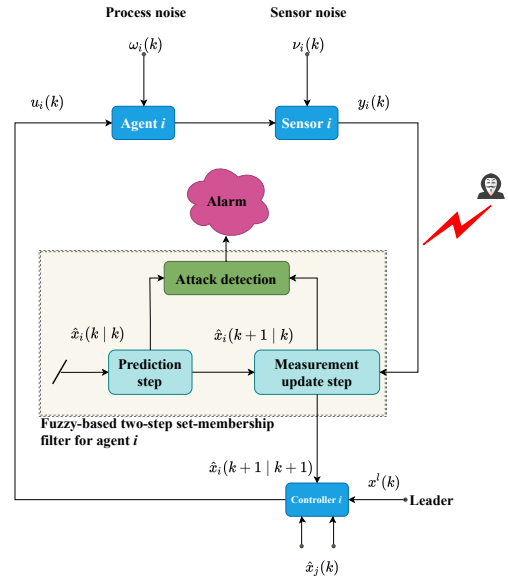 Process noise
Sensor noise
ωᵢ(k)
νᵢ(k)
uᵢ(k)
yᵢ(k)
Agent i
Sensor i
Alarm
Attack detection
x̂ᵢ(k | k)
x̂ᵢ(k + 1 | k)
Prediction
step
Measurement
update step
Fuzzy-based two-step set-membership
filter for agent i
x̂ᵢ(k + 1 | k + 1)
xˡ(k)
Controller i
Leader
x̂ⱼ(k)